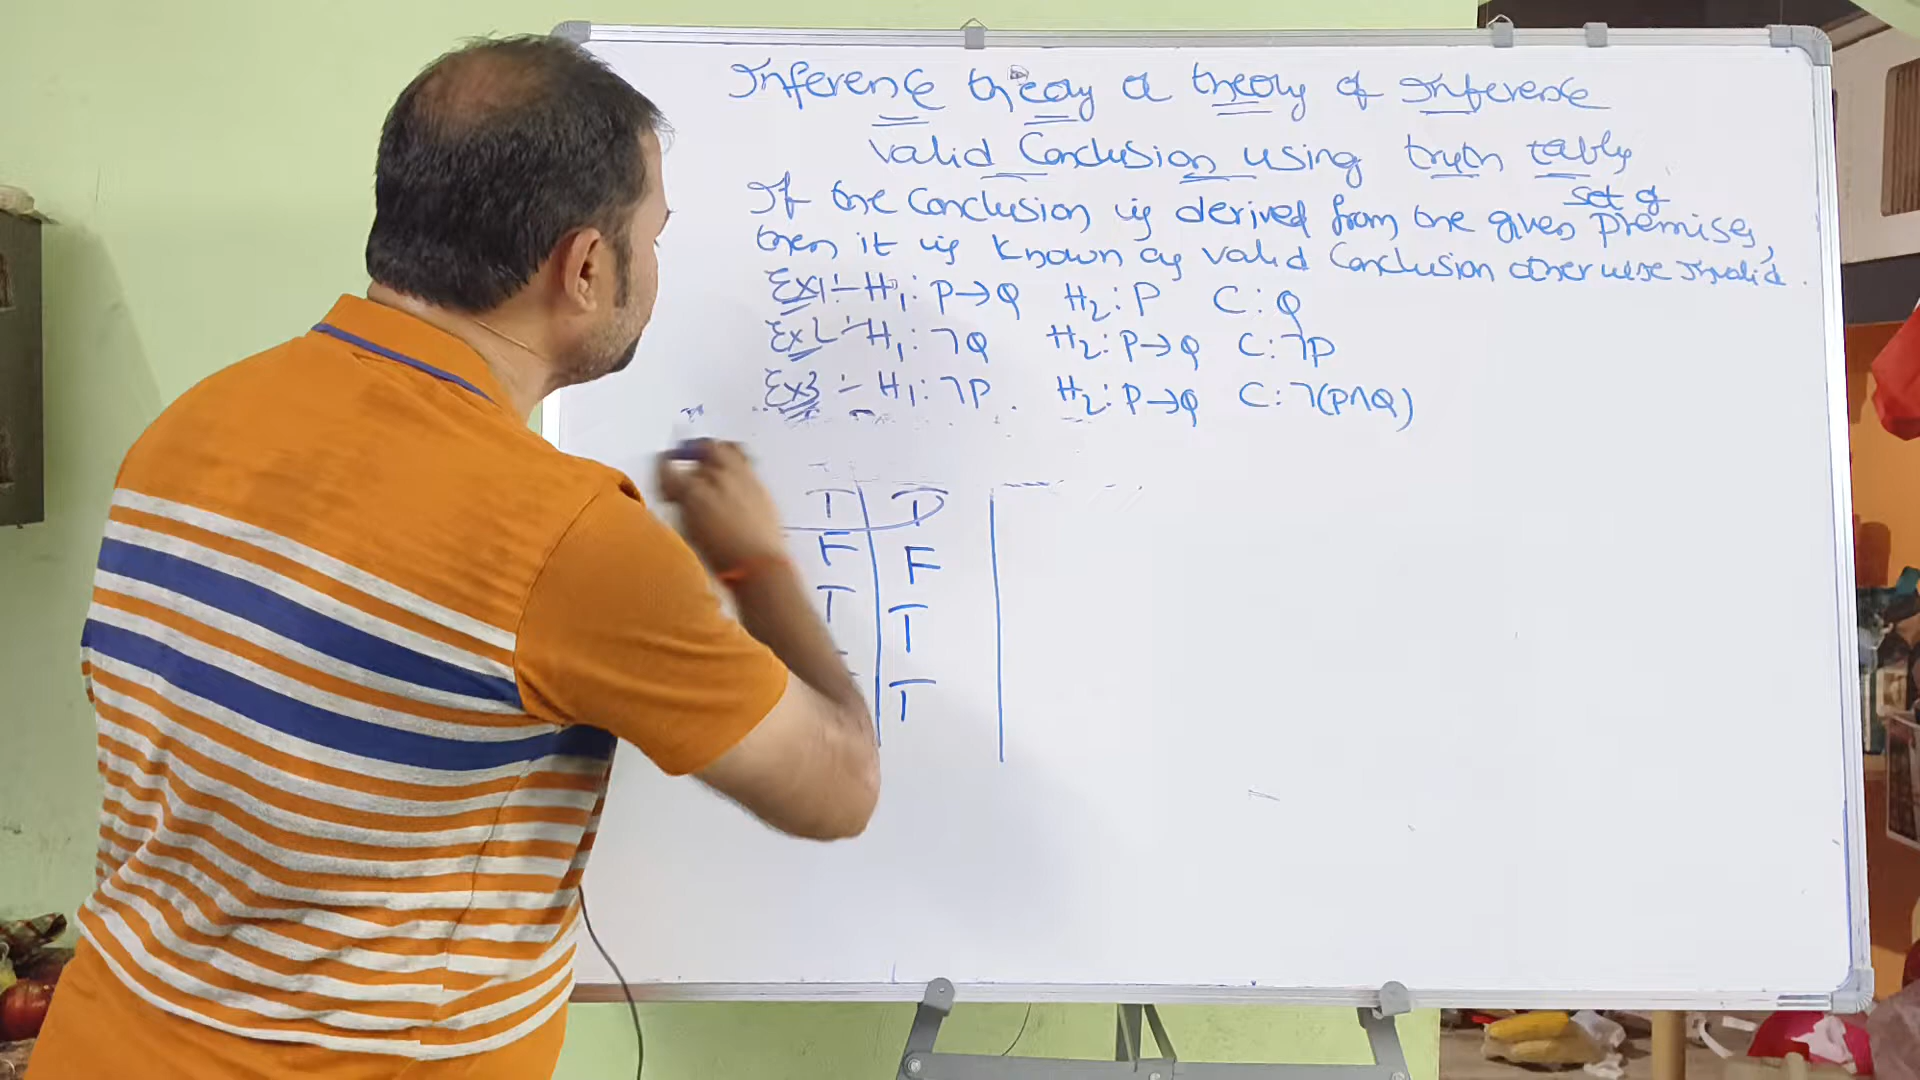 Inference theory or theory of Inference
valid Conclusion using truth table
If the Conclusion is derived from the given set of premises,
then it is known as valid Conclusion otherwise Invalid.
Ex1:- H₁: P→Q H₂: P C: Q
Ex2:- H₁: ¬Q H₂: P→Q C: ¬P
Ex3:- H₁: ¬P H₂: P→Q C: ¬(P∧Q)
T T
F F
T T
T